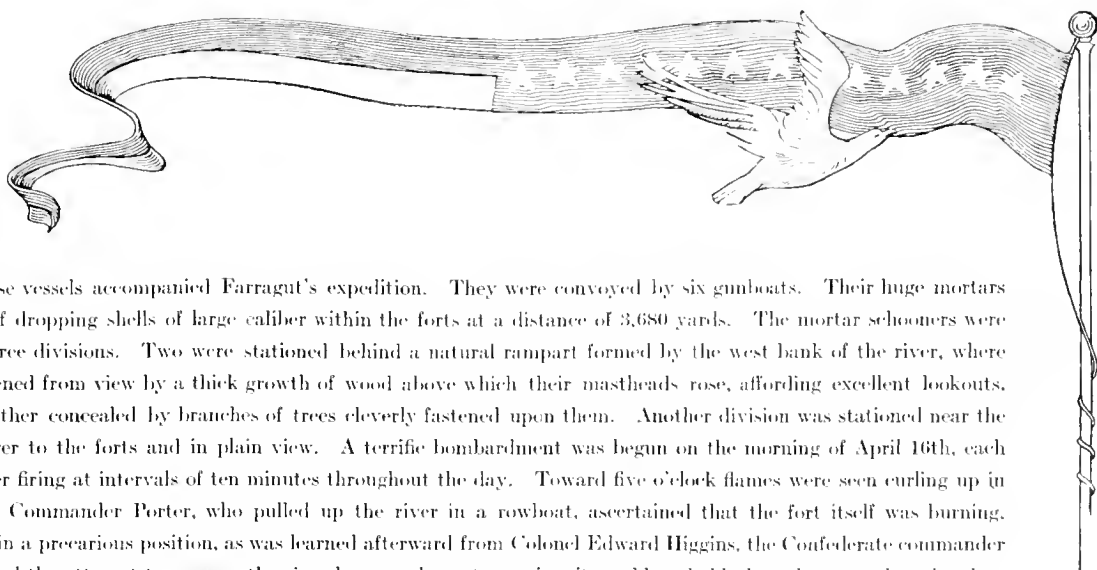 se vessels accompanied Farragut's expedition. They were convoyed by six gunboats. Their huge mortars
f dropping shells of large caliber within the forts at a distance of 3,680 yards. The mortar schooners were
ree divisions. Two were stationed behind a natural rampart formed by the west bank of the river, where
ened from view by a thick growth of wood above which their mastheads rose, affording excellent lookouts,
ther concealed by branches of trees cleverly fastened upon them. Another division was stationed near the
er to the forts and in plain view. A terrific bombardment was begun on the morning of April 16th, each
r firing at intervals of ten minutes throughout the day. Toward five o'clock flames were seen curling up in
Commander Porter, who pulled up the river in a rowboat, ascertained that the fort itself was burning.
in a precarious position, as was learned afterward from Colonel Edward Higgins, the Confederate commander